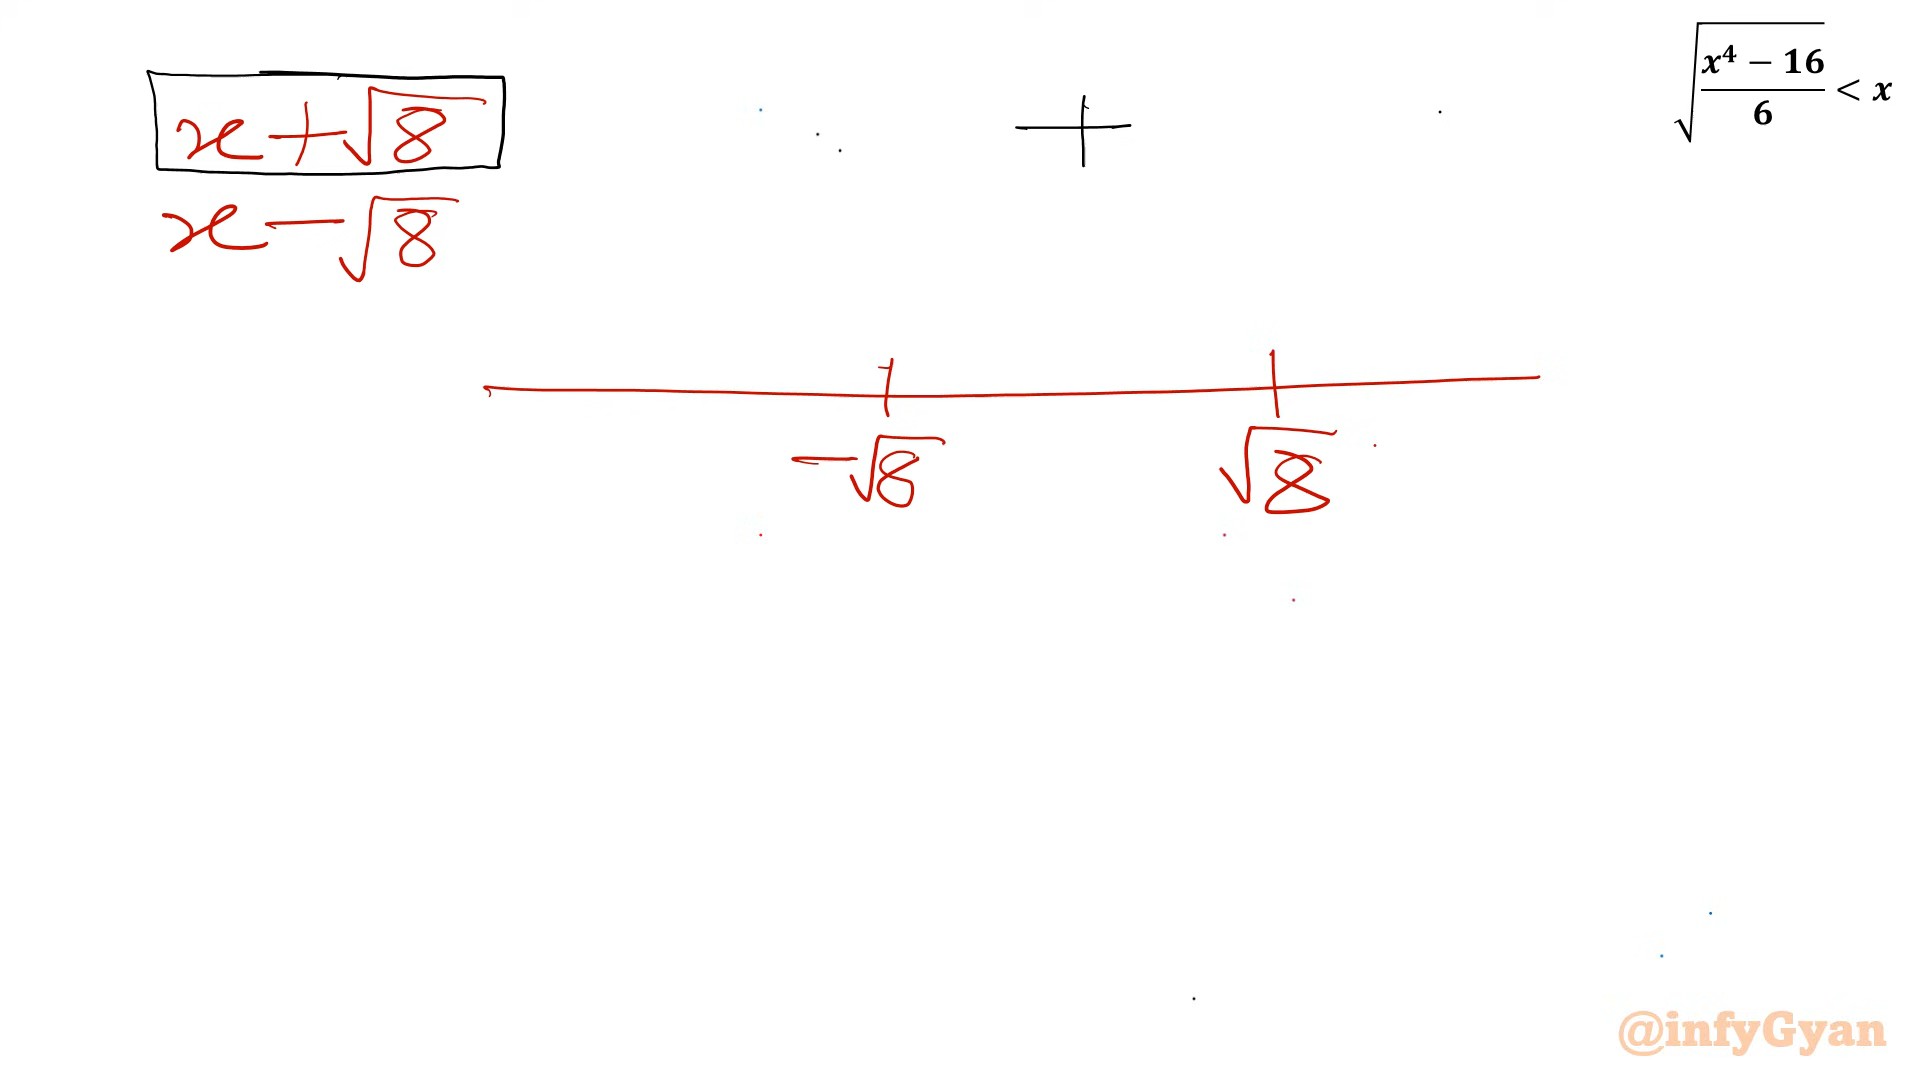 x+√8
x-√8
+
√((x⁴ − 16)/6) < x
-√8
√8
@infyGyan